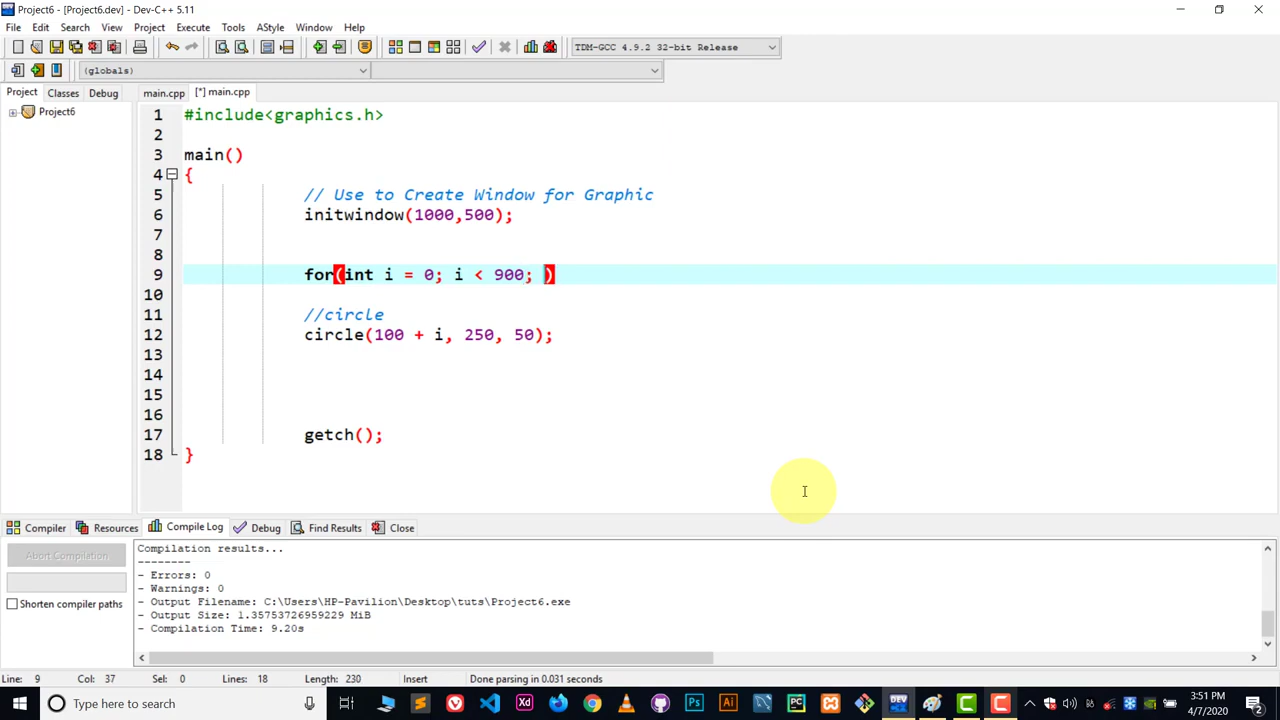 Project6 - [Project6.dev] - Dev-C++ 5.11
File Edit Search View Project Execute Tools AStyle Window Help
TDM-GCC 4.9.2 32-bit Release
(globals)
Project Classes Debug main.cpp [*] main.cpp
Project6
1 #include<graphics.h>
2
3 main()
4 {
5 // Use to Create Window for Graphic
6 initwindow(1000,500);
7
8
9 for(int i = 0; i < 900; )
10
11 //circle
12 circle(100 + i, 250, 50);
13
14
15
16
17 getch();
18 }
Compiler Resources Compile Log Debug Find Results Close
Abort Compilation
Shorten compiler paths
Compilation results...
--------
- Errors: 0
- Warnings: 0
- Output Filename: C:\Users\HP-Pavilion\Desktop\tuts\Project6.exe
- Output Size: 1.35753726959229 MiB
- Compilation Time: 9.20s
Line: 9 Col: 37 Sel: 0 Lines: 18 Length: 230 Insert Done parsing in 0.031 seconds
Type here to search
3:51 PM
4/7/2020